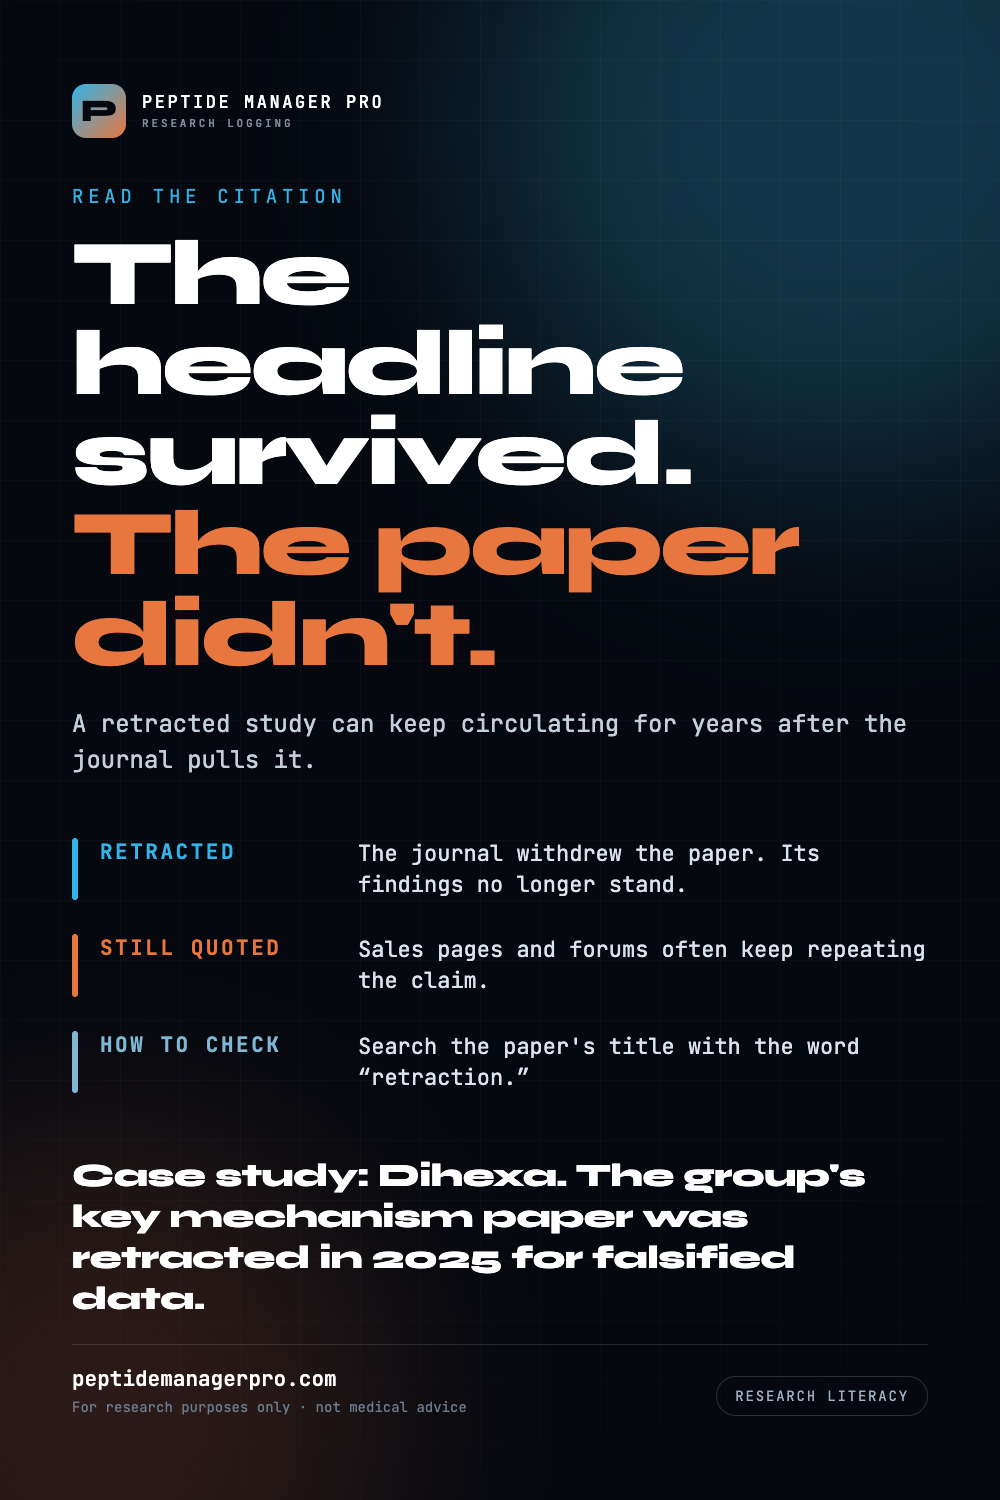 P
PEPTIDE MANAGER PRO
RESEARCH LOGGING
READ THE CITATION
The
headline
survived.
The paper
didn't.
A retracted study can keep circulating for years after the
journal pulls it.
RETRACTED
The journal withdrew the paper. Its
findings no longer stand.
STILL QUOTED
Sales pages and forums often keep repeating
the claim.
HOW TO CHECK
Search the paper's title with the word
“retraction.”
Case study: Dihexa. The group's
key mechanism paper was
retracted in 2025 for falsified
data.
peptidemanagerpro.com
For research purposes only · not medical advice
RESEARCH LITERACY